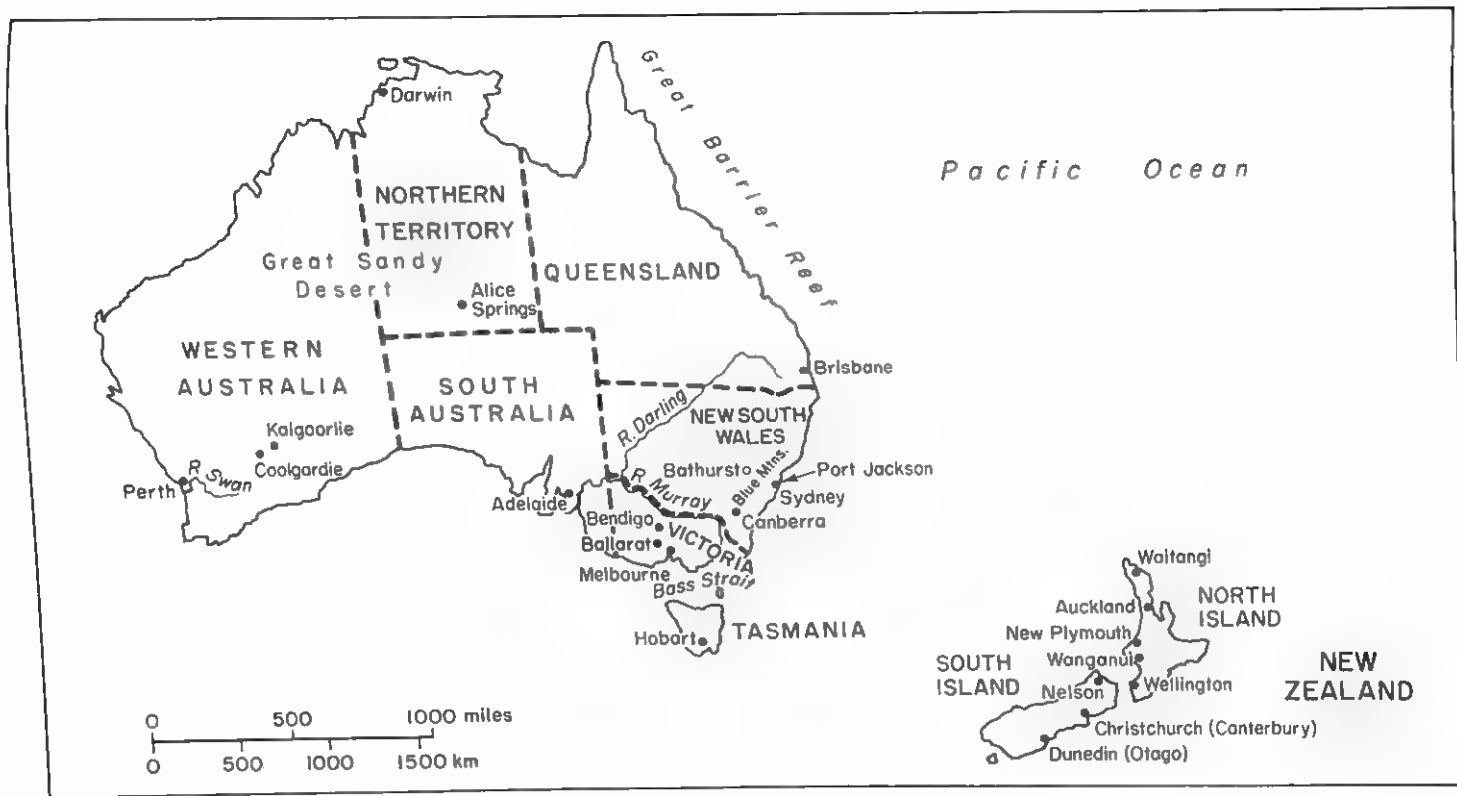 Great Barrier Reef
Darwin
Pacific Ocean
NORTHERN
TERRITORY
Great Sandy
Desert
QUEENSLAND
Alice
Springs
WESTERN
AUSTRALIA
SOUTH
AUSTRALIA
Brisbane
R. Darling
NEW SOUTH
WALES
Kalgoorlie
Coolgardie
R Swan
Perth
Bathurst
Blue Mtns.
Port Jackson
Sydney
R. Murray
Adelaide
Canberra
Bendigo
VICTORIA
Ballarat
Melbourne
Bass Strait
Hobart
TASMANIA
Waitangi
Auckland
NORTH
ISLAND
New Plymouth
SOUTH
ISLAND
Wanganui
Nelson
Wellington
NEW
ZEALAND
Christchurch (Canterbury)
Dunedin (Otago)
0 500 1000 miles
0 500 1000 1500 km